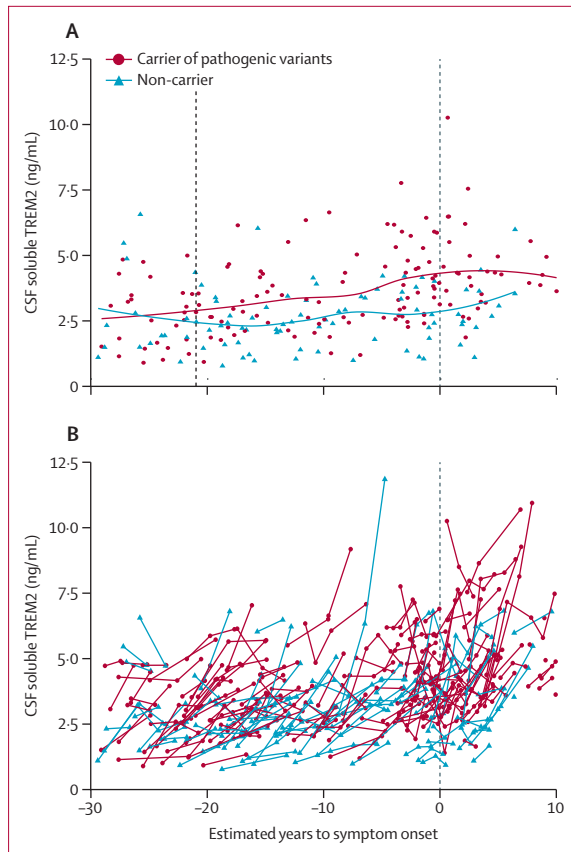 A
Carrier of pathogenic variants
Non-carrier
12·5
10·0
7·5
5·0
2·5
0
CSF soluble TREM2 (ng/mL)
B
12·5
10·0
7·5
5·0
2·5
0
CSF soluble TREM2 (ng/mL)
–30
–20
–10
0
10
Estimated years to symptom onset